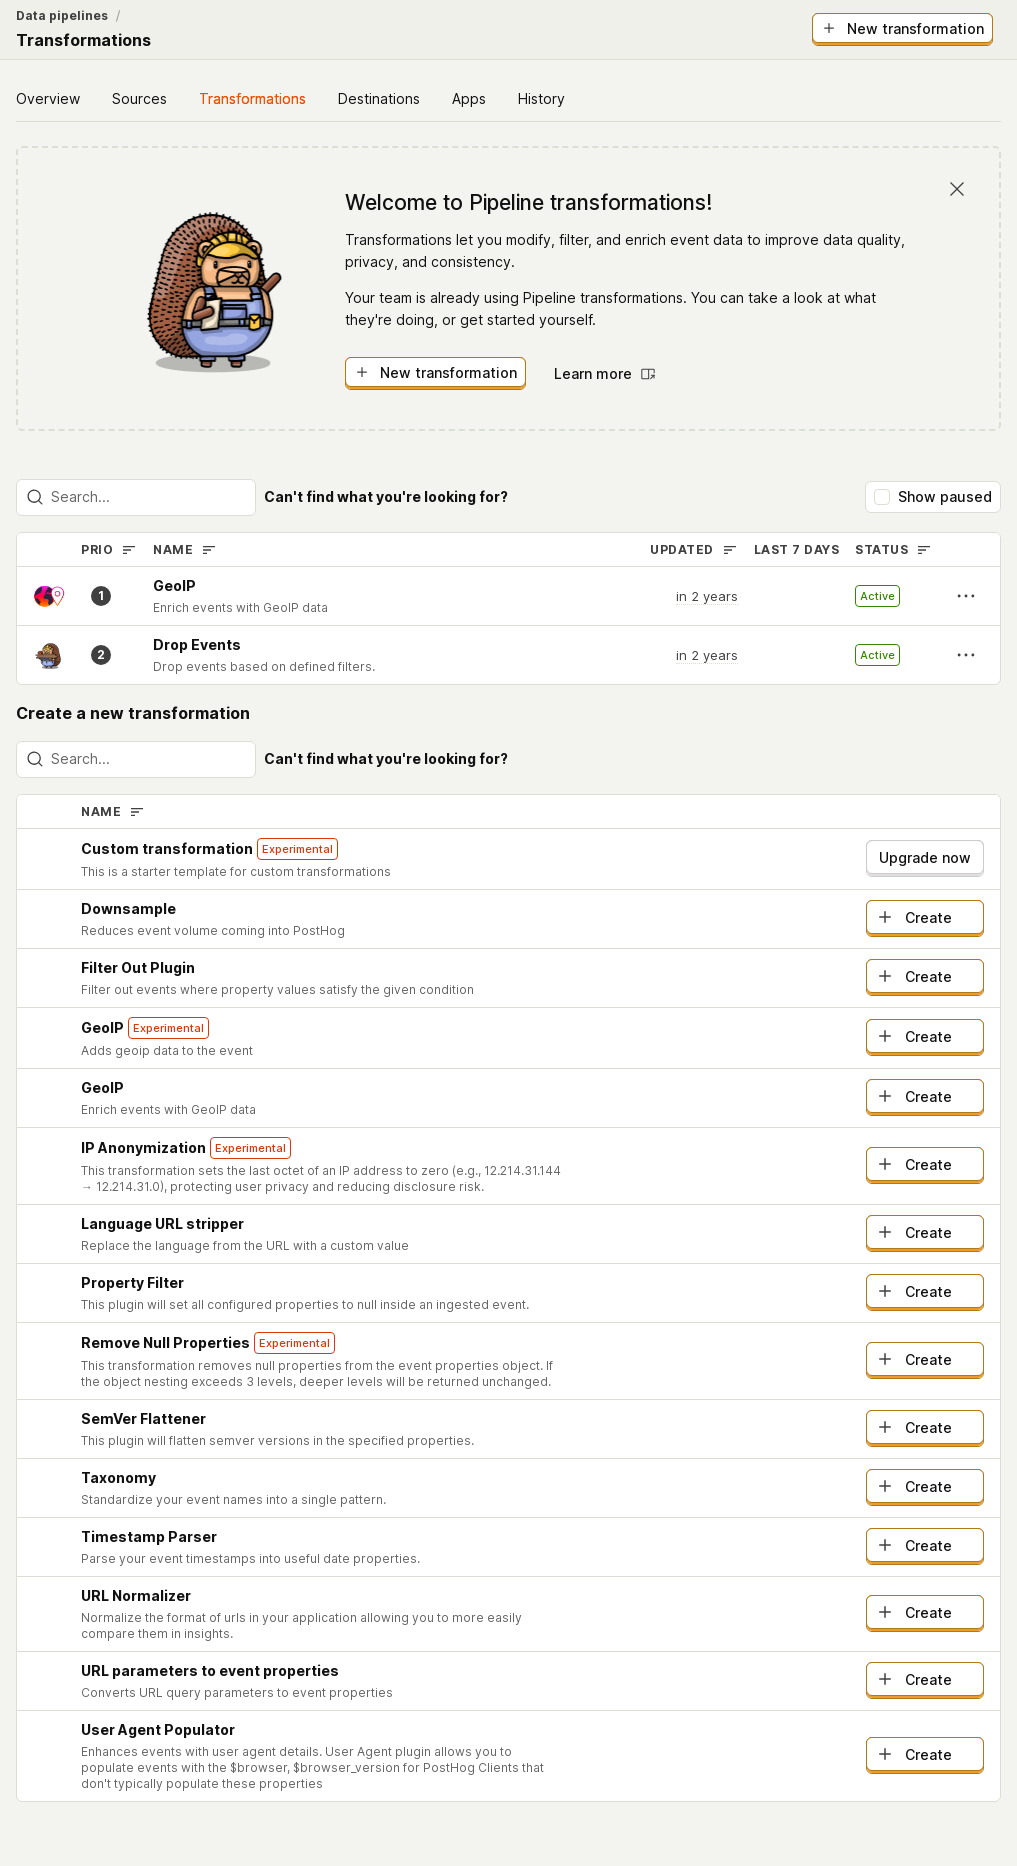 Data pipelines /
Transformations
New transformation
Overview Sources Transformations Destinations Apps History
Welcome to Pipeline transformations!
Transformations let you modify, filter, and enrich event data to improve data quality,
privacy, and consistency.
Your team is already using Pipeline transformations. You can take a look at what
they're doing, or get started yourself.
New transformation Learn more
Search... Can't find what you're looking for? Show paused
PRIO NAME UPDATED LAST 7 DAYS STATUS
1 GeoIP in 2 years Active
Enrich events with GeoIP data
2 Drop Events in 2 years Active
Drop events based on defined filters.
Create a new transformation
Search... Can't find what you're looking for?
NAME
Custom transformation Experimental Upgrade now
This is a starter template for custom transformations
Downsample Create
Reduces event volume coming into PostHog
Filter Out Plugin Create
Filter out events where property values satisfy the given condition
GeoIP Experimental Create
Adds geoip data to the event
GeoIP Create
Enrich events with GeoIP data
IP Anonymization Experimental Create
This transformation sets the last octet of an IP address to zero (e.g., 12.214.31.144
→ 12.214.31.0), protecting user privacy and reducing disclosure risk.
Language URL stripper Create
Replace the language from the URL with a custom value
Property Filter Create
This plugin will set all configured properties to null inside an ingested event.
Remove Null Properties Experimental Create
This transformation removes null properties from the event properties object. If
the object nesting exceeds 3 levels, deeper levels will be returned unchanged.
SemVer Flattener Create
This plugin will flatten semver versions in the specified properties.
Taxonomy Create
Standardize your event names into a single pattern.
Timestamp Parser Create
Parse your event timestamps into useful date properties.
URL Normalizer Create
Normalize the format of urls in your application allowing you to more easily
compare them in insights.
URL parameters to event properties Create
Converts URL query parameters to event properties
User Agent Populator Create
Enhances events with user agent details. User Agent plugin allows you to
populate events with the $browser, $browser_version for PostHog Clients that
don't typically populate these properties